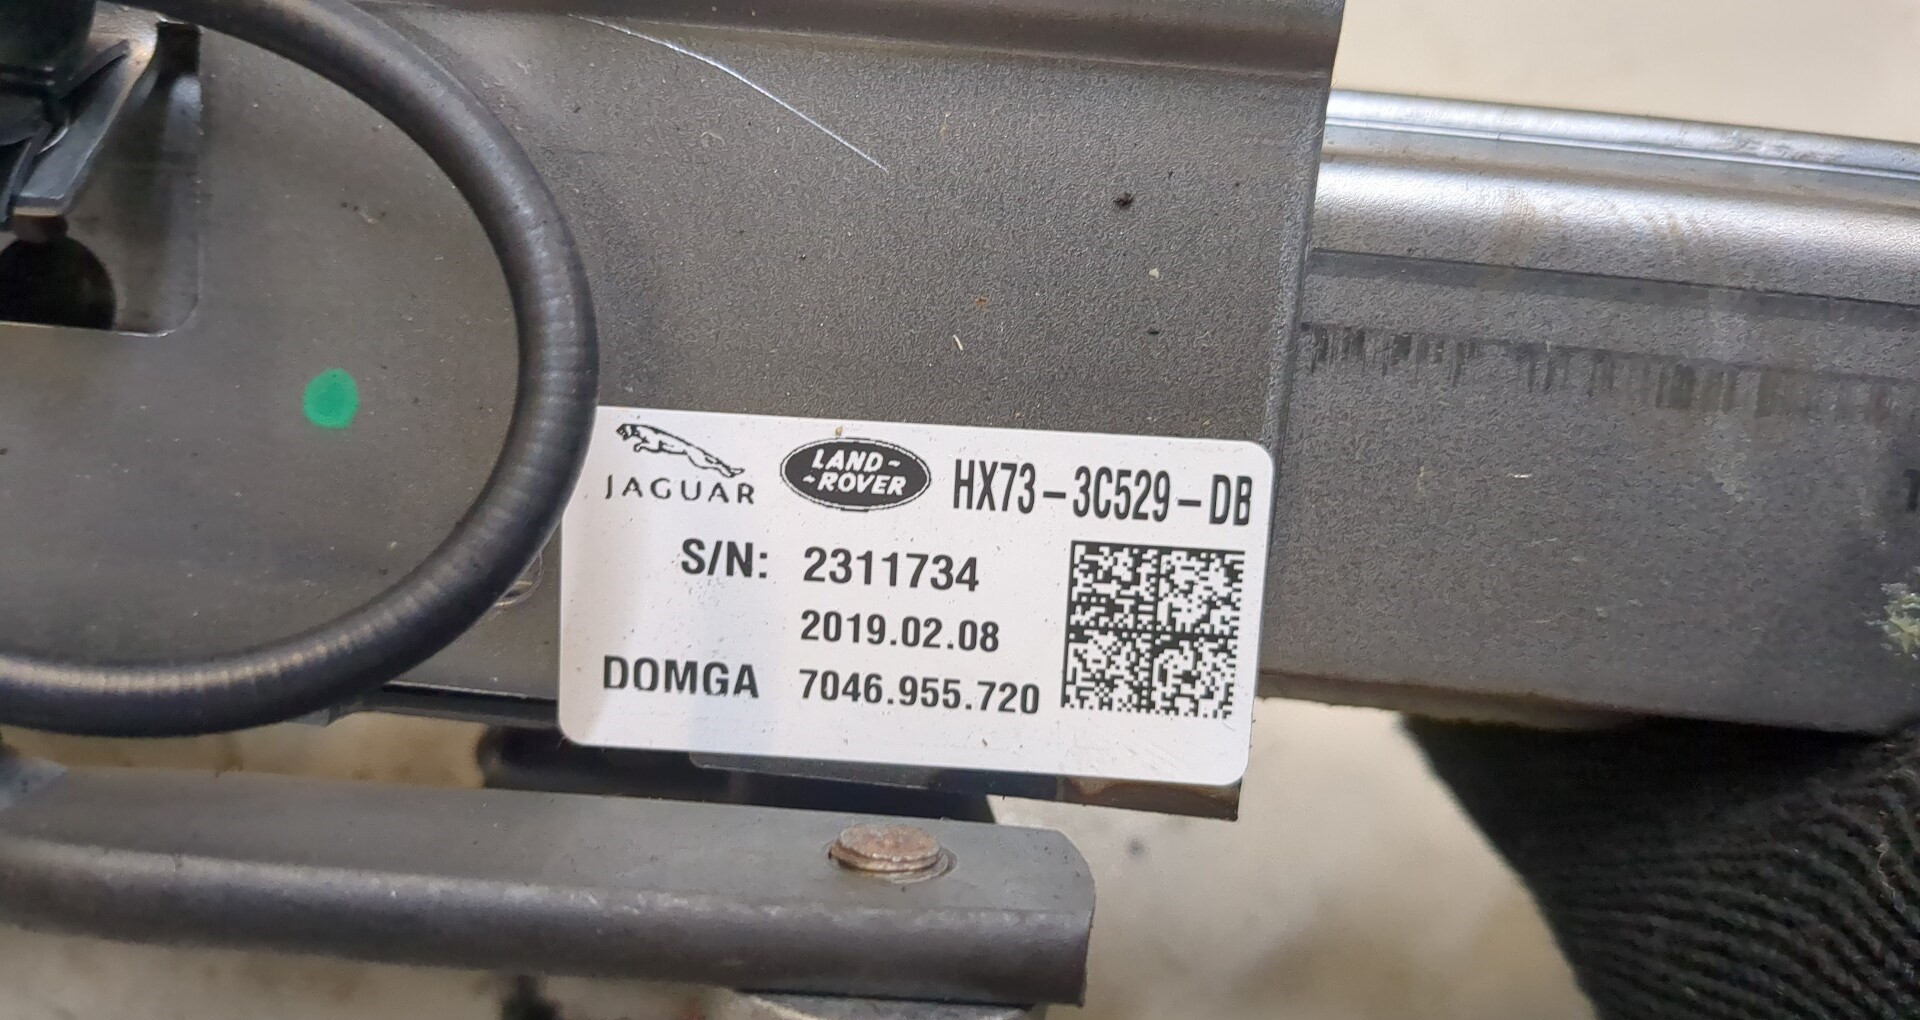 JAGUAR
LAND-
-ROVER
HX73-3C529-DB
S/N: 2311734
2019.02.08
DOMGA 7046.955.720